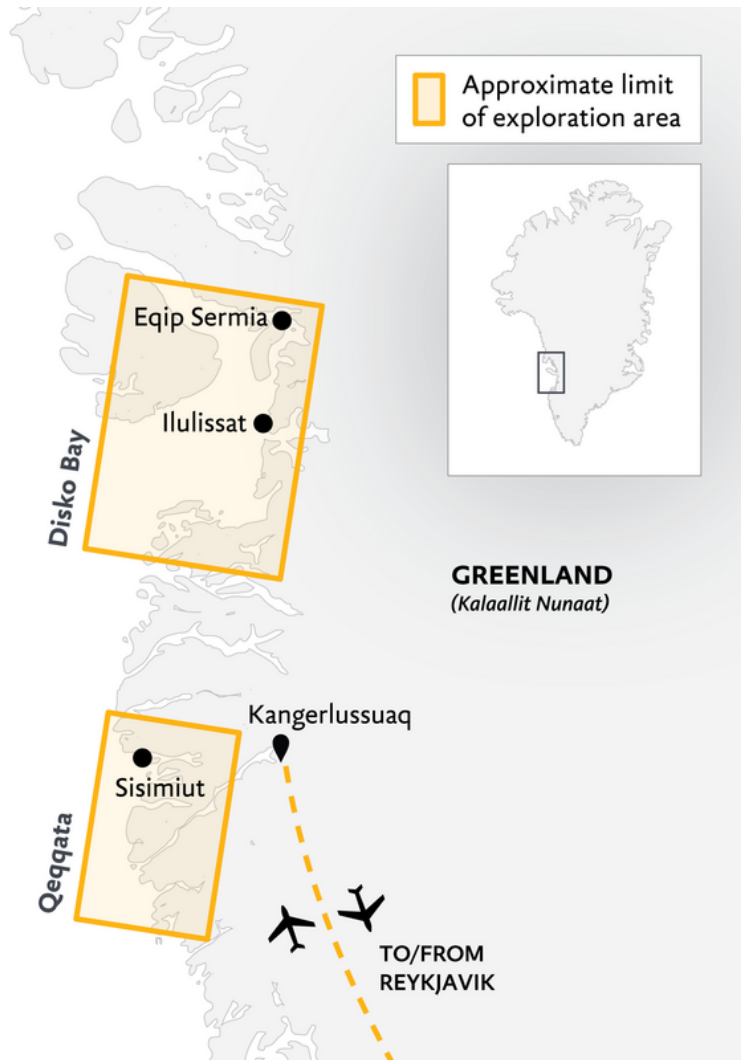 Approximate limit
of exploration area
Eqip Sermia
Ilulissat
Disko Bay
GREENLAND
(Kalaallit Nunaat)
Kangerlussuaq
Sisimiut
Qeqqata
TO/FROM
REYKJAVIK